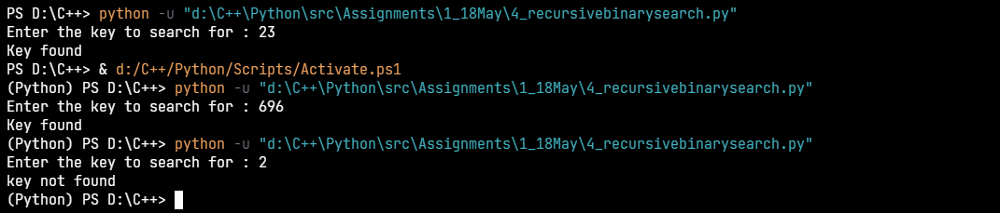 PS D:\C++> python -u "d:\C++\Python\src\Assignments\1_18May\4_recursivebinarysearch.py"
Enter the key to search for : 23
Key found
PS D:\C++> & d:/C++/Python/Scripts/Activate.ps1
(Python) PS D:\C++> python -u "d:\C++\Python\src\Assignments\1_18May\4_recursivebinarysearch.py"
Enter the key to search for : 696
Key found
(Python) PS D:\C++> python -u "d:\C++\Python\src\Assignments\1_18May\4_recursivebinarysearch.py"
Enter the key to search for : 2
key not found
(Python) PS D:\C++>